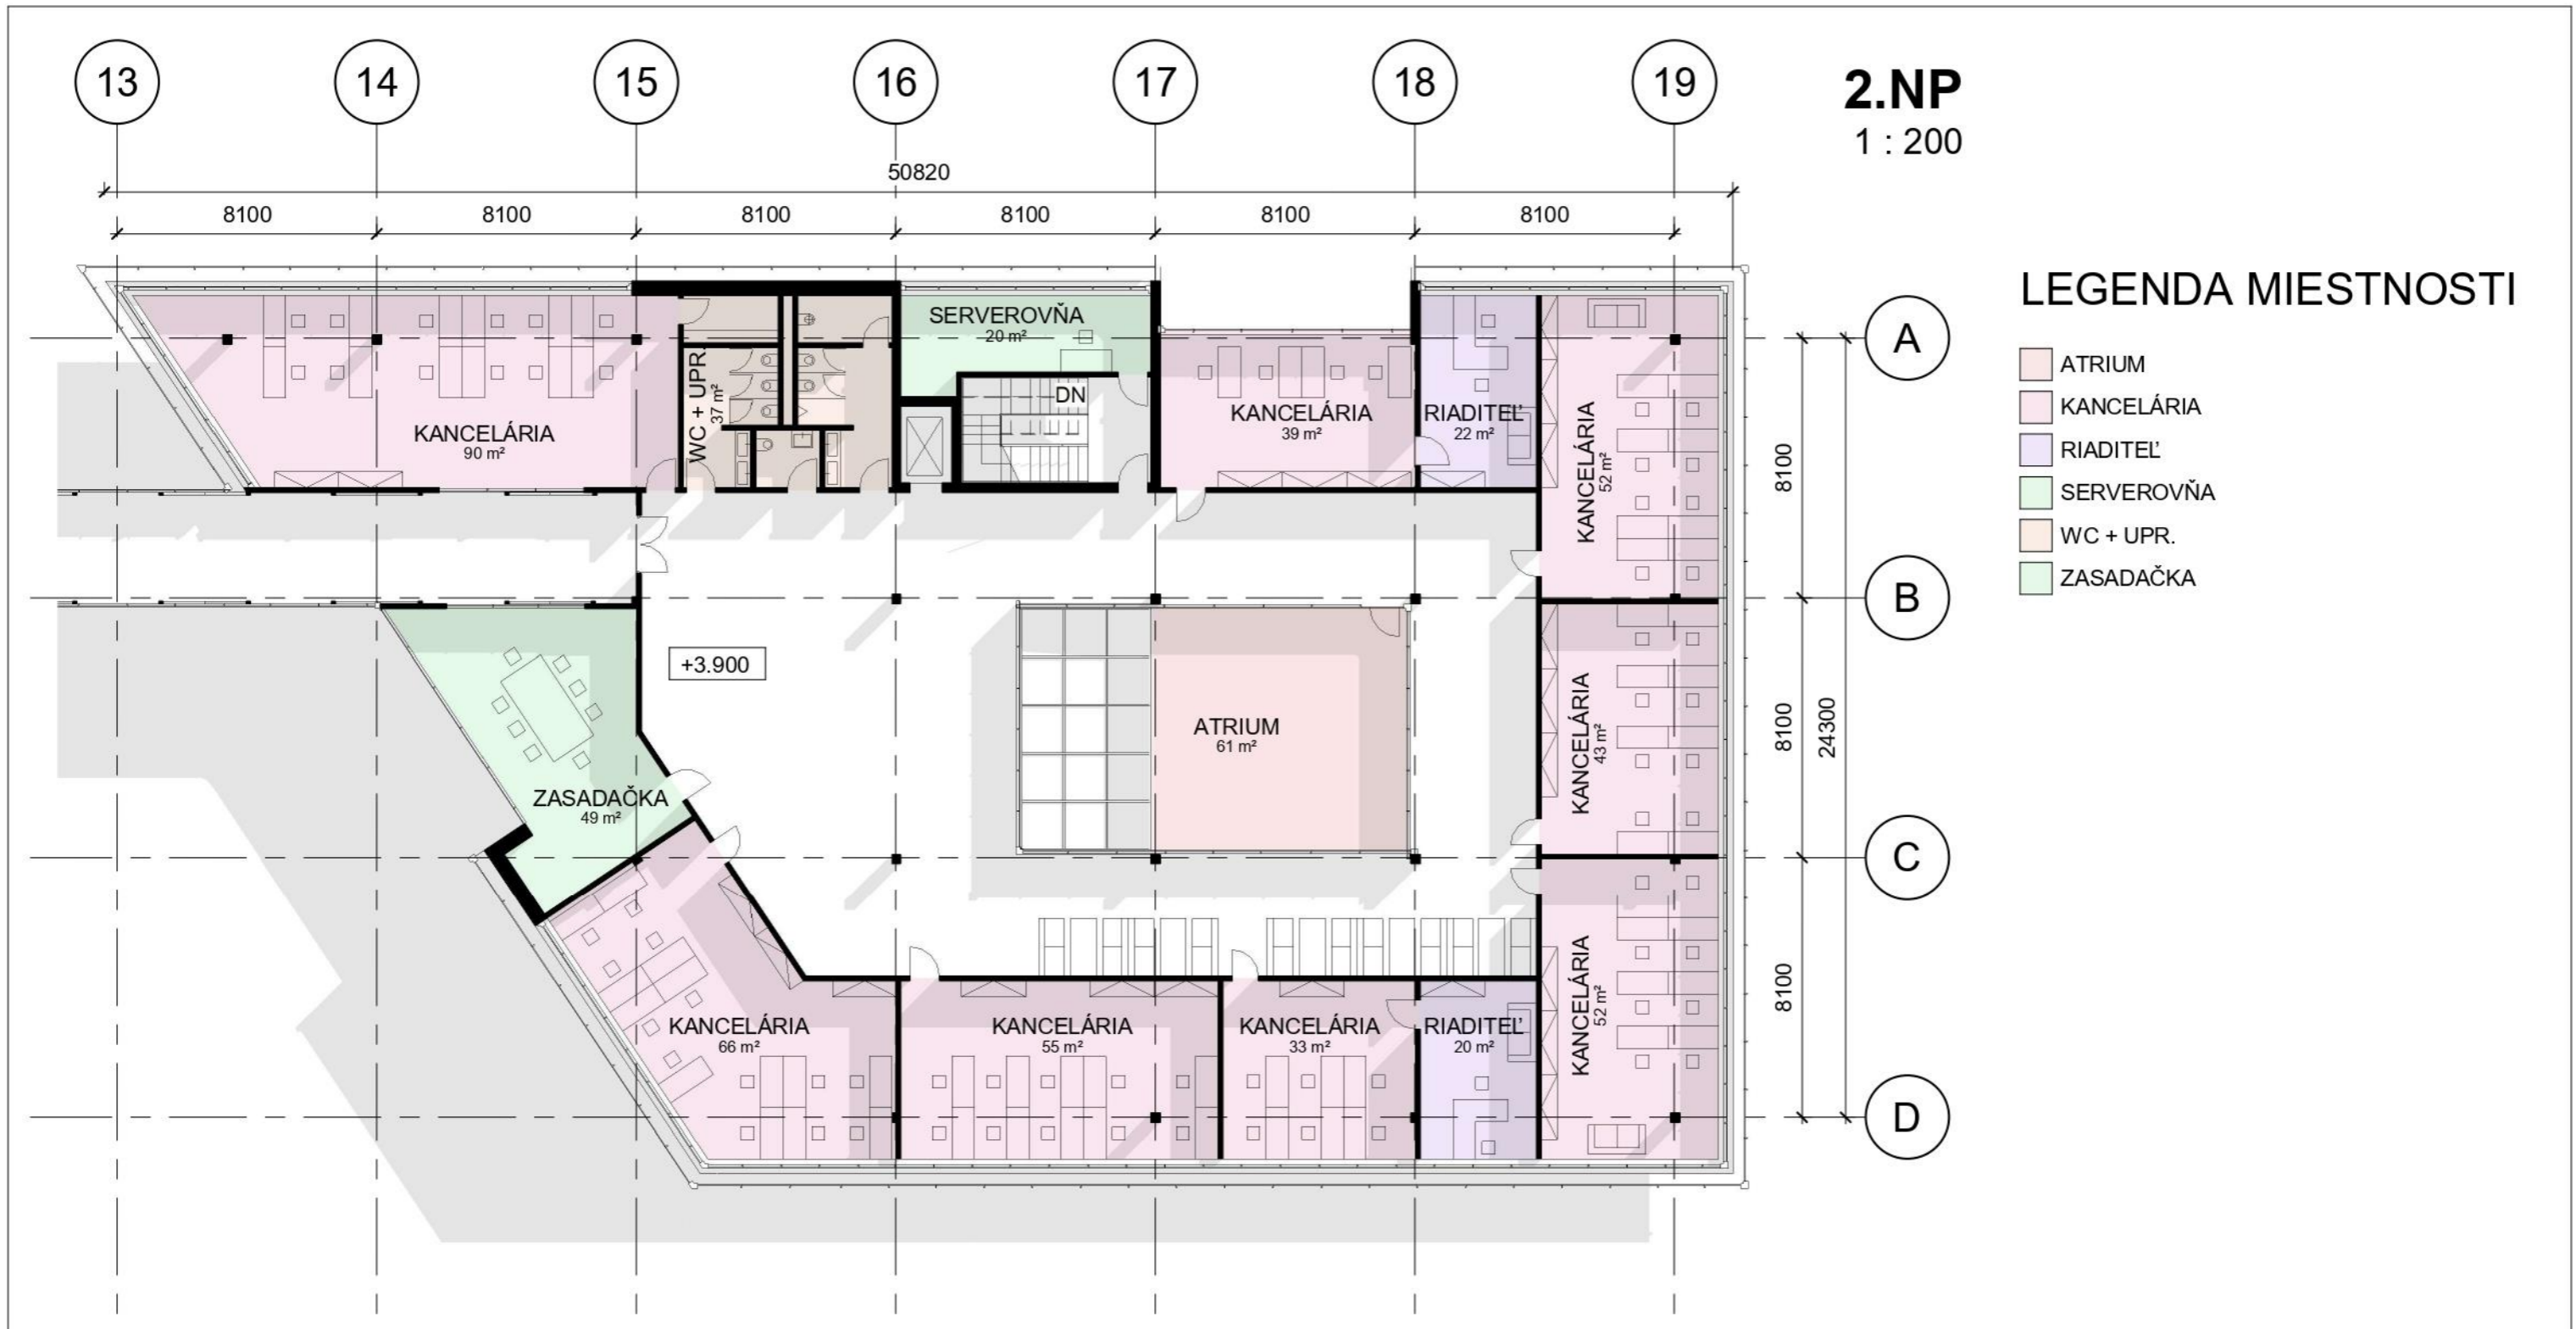 13
14
15
16
17
18
19
2.NP
1 : 200
50820
8100
8100
8100
8100
8100
8100
LEGENDA MIESTNOSTI
ATRIUM
KANCELÁRIA
RIADITEĽ
SERVEROVŇA
WC + UPR.
ZASADAČKA
A
B
C
D
8100
8100
8100
24300
KANCELÁRIA
90 m²
WC + UPR.
37 m²
SERVEROVŇA
20 m²
DN
KANCELÁRIA
39 m²
RIADITEĽ
22 m²
KANCELÁRIA
52 m²
+3.900
ATRIUM
61 m²
KANCELÁRIA
43 m²
ZASADAČKA
49 m²
KANCELÁRIA
66 m²
KANCELÁRIA
55 m²
KANCELÁRIA
33 m²
RIADITEĽ
20 m²
KANCELÁRIA
52 m²